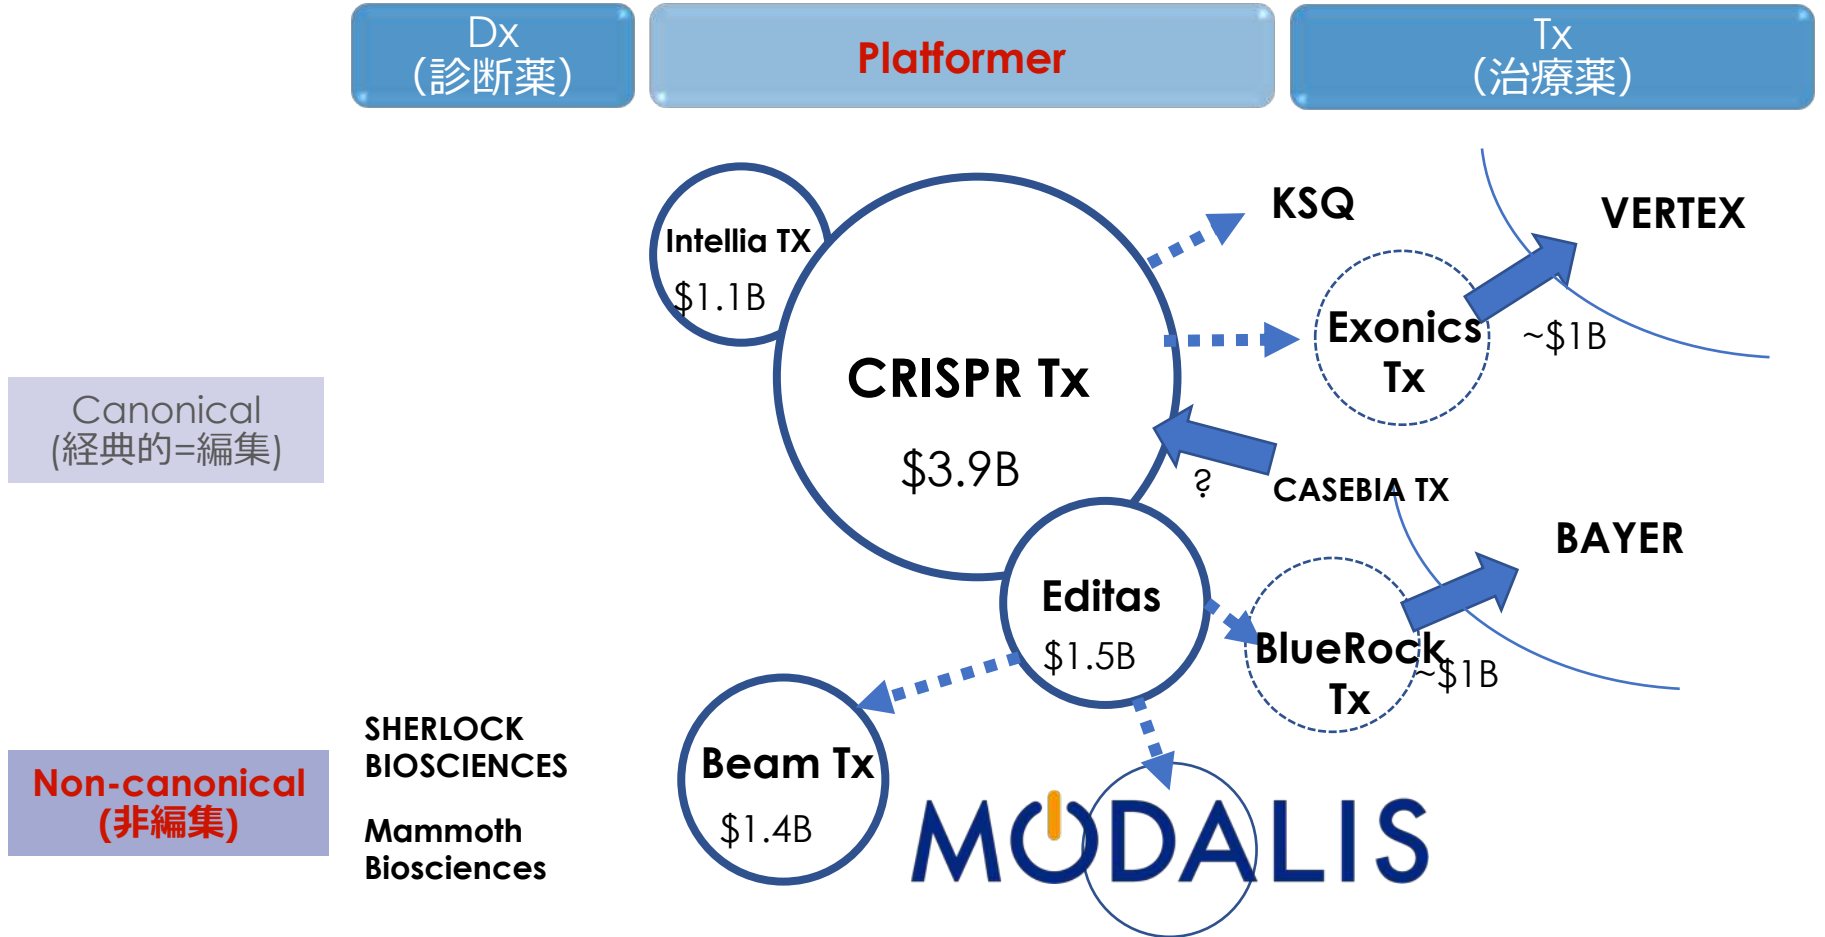 Dx
（診断薬）
Platformer
Tx
（治療薬）
Canonical
(経典的=編集)
Non-canonical
(非編集)
Intellia TX
$1.1B
CRISPR Tx
$3.9B
KSQ
VERTEX
Exonics
Tx
~$1B
?
CASEBIA TX
BAYER
Editas
$1.5B
BlueRock
Tx
~$1B
SHERLOCK
BIOSCIENCES
Mammoth
Biosciences
Beam Tx
$1.4B
MODALIS